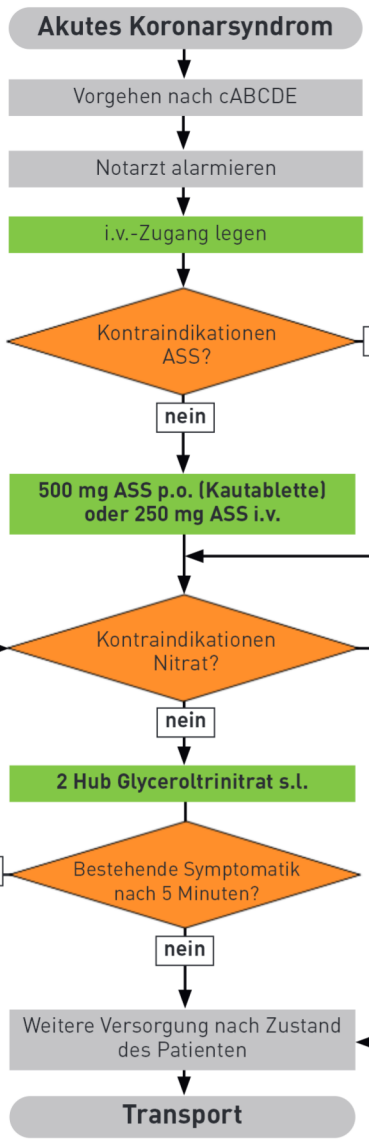 Akutes Koronarsyndrom
Vorgehen nach cABCDE
Notarzt alarmieren
i.v.-Zugang legen
Kontraindikationen
ASS?
nein
500 mg ASS p.o. (Kautablette)
oder 250 mg ASS i.v.
Kontraindikationen
Nitrat?
nein
2 Hub Glyceroltrinitrat s.l.
Bestehende Symptomatik
nach 5 Minuten?
nein
Weitere Versorgung nach Zustand
des Patienten
Transport